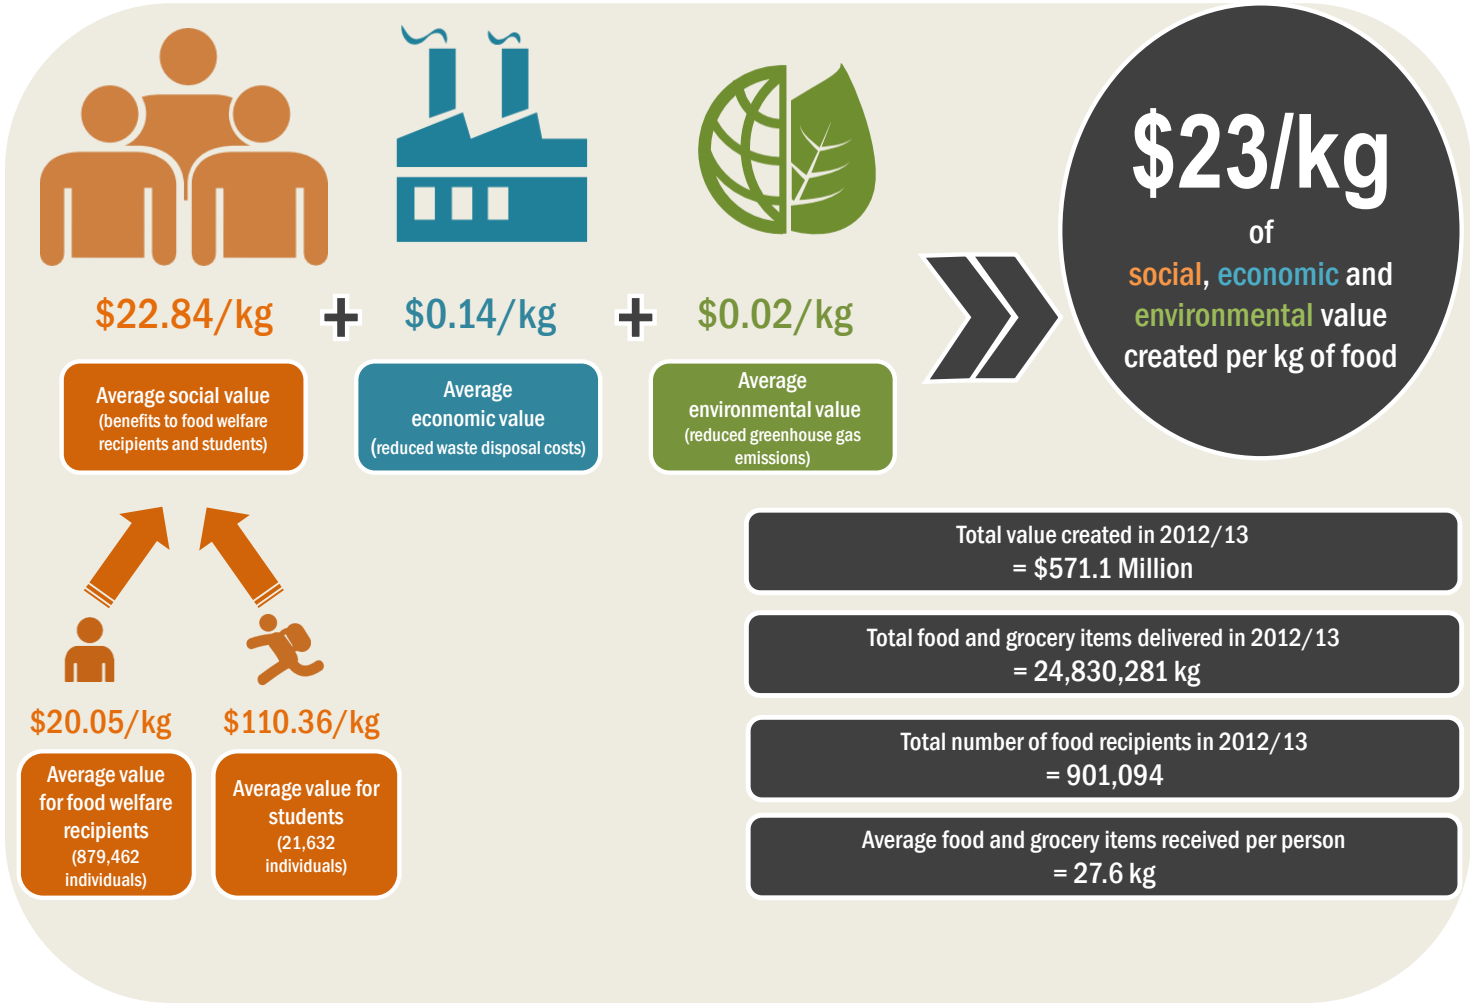 $22.84/kg
+
$0.14/kg
+
$0.02/kg
Average social value
(benefits to food welfare
recipients and students)
Average
economic value
(reduced waste disposal costs)
Average
environmental value
(reduced greenhouse gas
emissions)
$23/kg
of
social, economic and
environmental value
created per kg of food
$20.05/kg
Average value
for food welfare
recipients
(879,462
individuals)
$110.36/kg
Average value for
students
(21,632
individuals)
Total value created in 2012/13
= $571.1 Million
Total food and grocery items delivered in 2012/13
= 24,830,281 kg
Total number of food recipients in 2012/13
= 901,094
Average food and grocery items received per person
= 27.6 kg